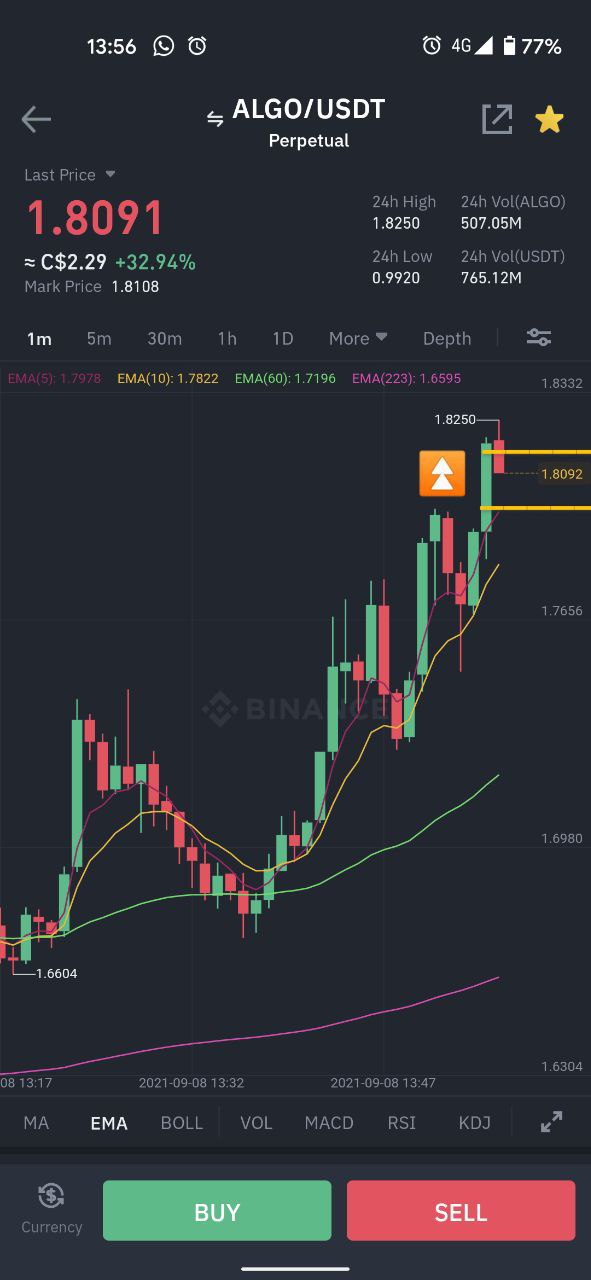 13:56 4G 77%
ALGO/USDT
Perpetual
Last Price
1.8091
≈ C$2.29 +32.94%
Mark Price 1.8108
24h High 24h Vol(ALGO)
1.8250 507.05M
24h Low 24h Vol(USDT)
0.9920 765.12M
1m 5m 30m 1h 1D More Depth
EMA(5): 1.7978 EMA(10): 1.7822 EMA(60): 1.7196 EMA(223): 1.6595
1.8332
1.8250
1.8092
1.7656
BINANCE
1.6980
1.6604
1.6304
08 13:17 2021-09-08 13:32 2021-09-08 13:47
MA EMA BOLL VOL MACD RSI KDJ
Currency
BUY
SELL